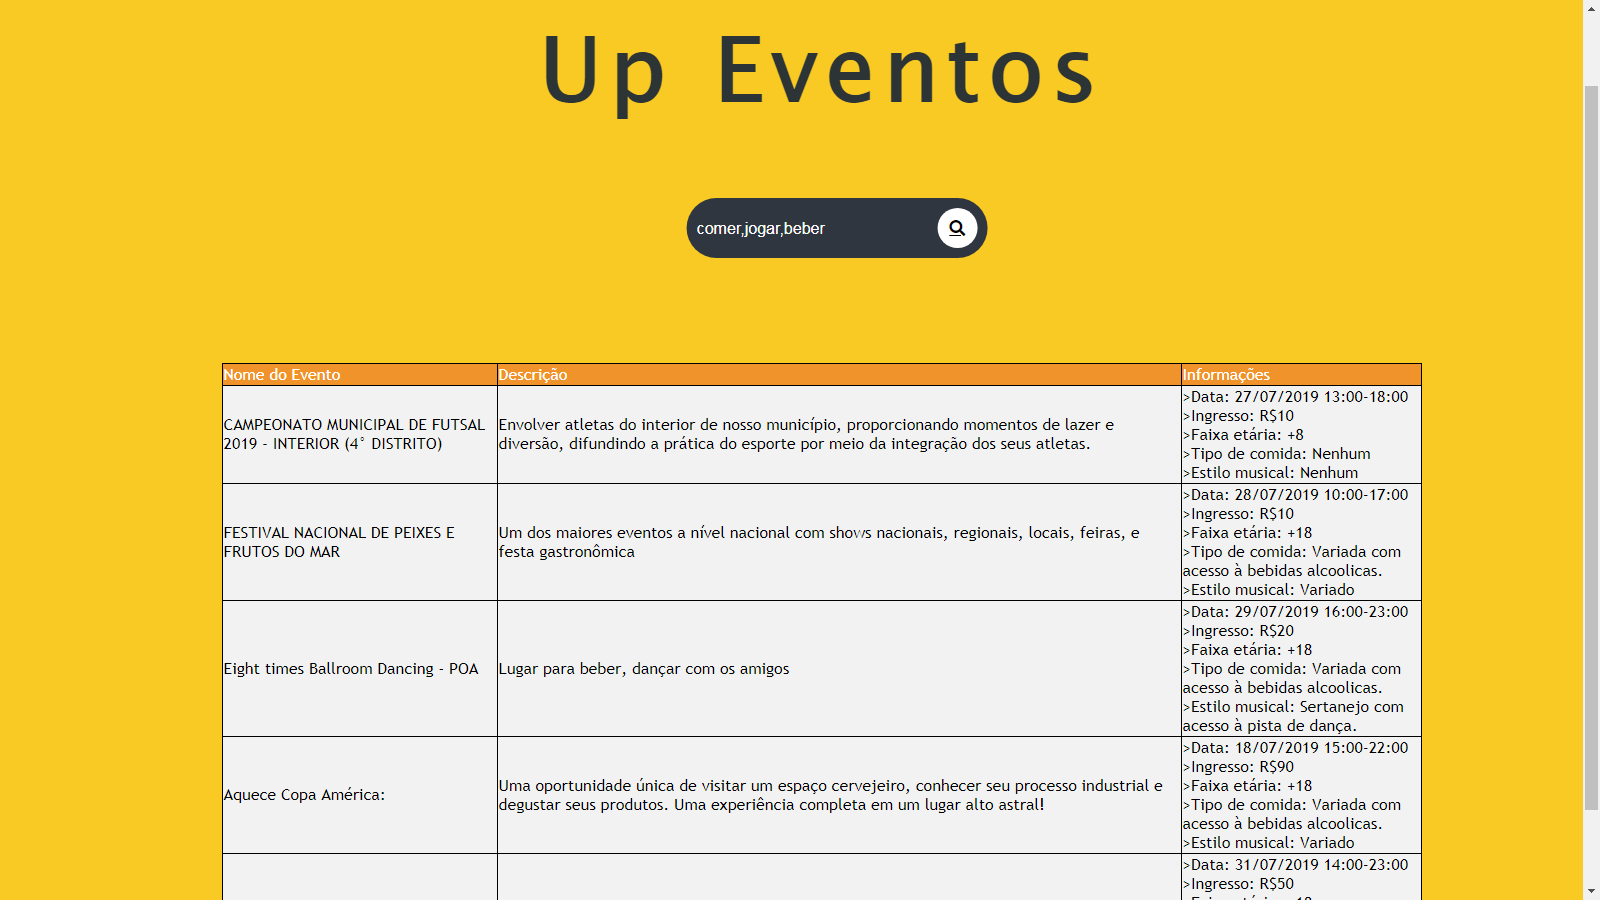 Up Eventos
comer,jogar,beber
Nome do Evento
Descrição
Informações
CAMPEONATO MUNICIPAL DE FUTSAL
2019 - INTERIOR (4° DISTRITO)
Envolver atletas do interior de nosso município, proporcionando momentos de lazer e
diversão, difundindo a prática do esporte por meio da integração dos seus atletas.
>Data: 27/07/2019 13:00-18:00
>Ingresso: R$10
>Faixa etária: +8
>Tipo de comida: Nenhum
>Estilo musical: Nenhum
FESTIVAL NACIONAL DE PEIXES E
FRUTOS DO MAR
Um dos maiores eventos a nível nacional com shows nacionais, regionais, locais, feiras, e
festa gastronômica
>Data: 28/07/2019 10:00-17:00
>Ingresso: R$10
>Faixa etária: +18
>Tipo de comida: Variada com
acesso à bebidas alcoolicas.
>Estilo musical: Variado
Eight times Ballroom Dancing - POA
Lugar para beber, dançar com os amigos
>Data: 29/07/2019 16:00-23:00
>Ingresso: R$20
>Faixa etária: +18
>Tipo de comida: Variada com
acesso à bebidas alcoolicas.
>Estilo musical: Sertanejo com
acesso à pista de dança.
Aquece Copa América:
Uma oportunidade única de visitar um espaço cervejeiro, conhecer seu processo industrial e
degustar seus produtos. Uma experiência completa em um lugar alto astral!
>Data: 18/07/2019 15:00-22:00
>Ingresso: R$90
>Faixa etária: +18
>Tipo de comida: Variada com
acesso à bebidas alcoolicas.
>Estilo musical: Variado
>Data: 31/07/2019 14:00-23:00
>Ingresso: R$50